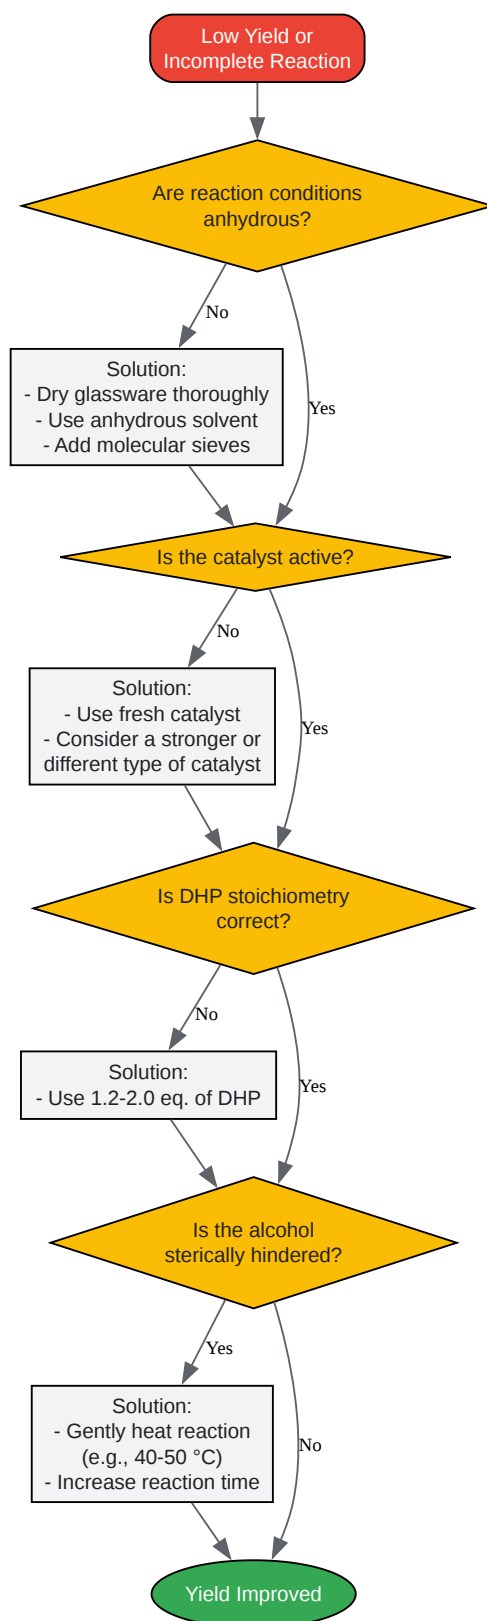 Low Yield or
Incomplete Reaction
Are reaction conditions
anhydrous?
No
Yes
Solution:
- Dry glassware thoroughly
- Use anhydrous solvent
- Add molecular sieves
Is the catalyst active?
No
Yes
Solution:
- Use fresh catalyst
- Consider a stronger or
different type of catalyst
Is DHP stoichiometry
correct?
No
Yes
Solution:
- Use 1.2-2.0 eq. of DHP
Is the alcohol
sterically hindered?
Yes
No
Solution:
- Gently heat reaction
(e.g., 40-50 °C)
- Increase reaction time
Yield Improved